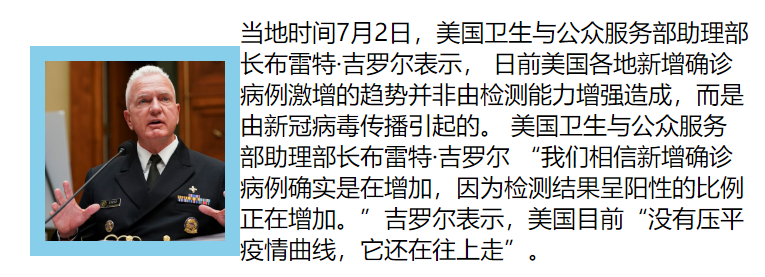 当地时间7月2日，美国卫生与公众服务部助理部
长布雷特·吉罗尔表示， 日前美国各地新增确诊
病例激增的趋势并非由检测能力增强造成，而是
由新冠病毒传播引起的。 美国卫生与公众服务
部助理部长布雷特·吉罗尔 “我们相信新增确诊
病例确实是在增加，因为检测结果呈阳性的比例
正在增加。”吉罗尔表示，美国目前“没有压平
疫情曲线，它还在往上走”。